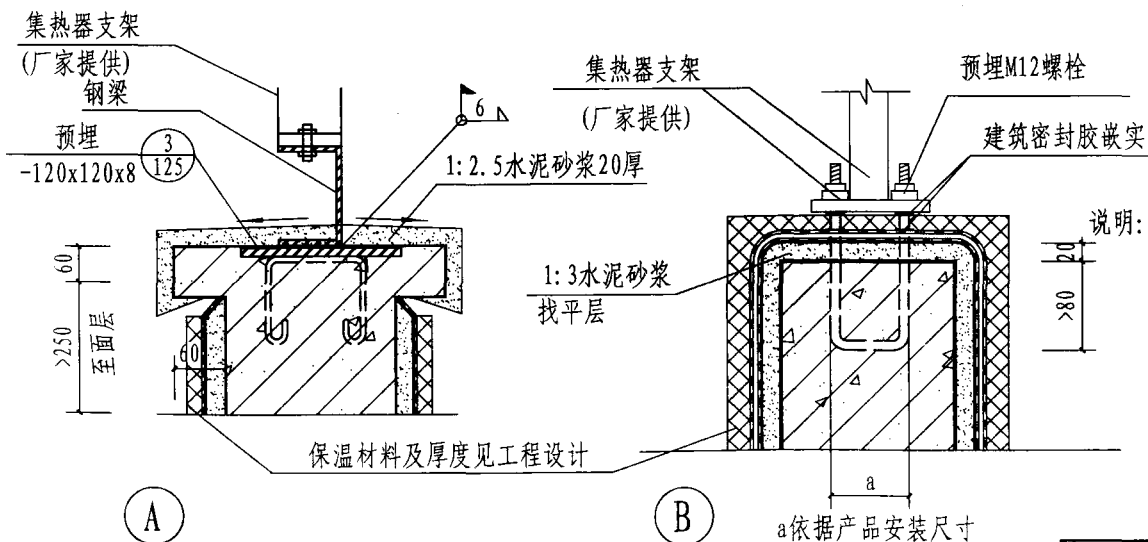 集热器支架
(厂家提供)
钢梁
预埋
-120x120x8
3
125
6
1:2.5水泥砂浆20厚
60
>250
至面层
60
保温材料及厚度见工程设计
A
集热器支架
(厂家提供)
预埋M12螺栓
建筑密封胶嵌实
说明:
1:3水泥砂浆
找平层
20
>80
a
B
a依据产品安装尺寸